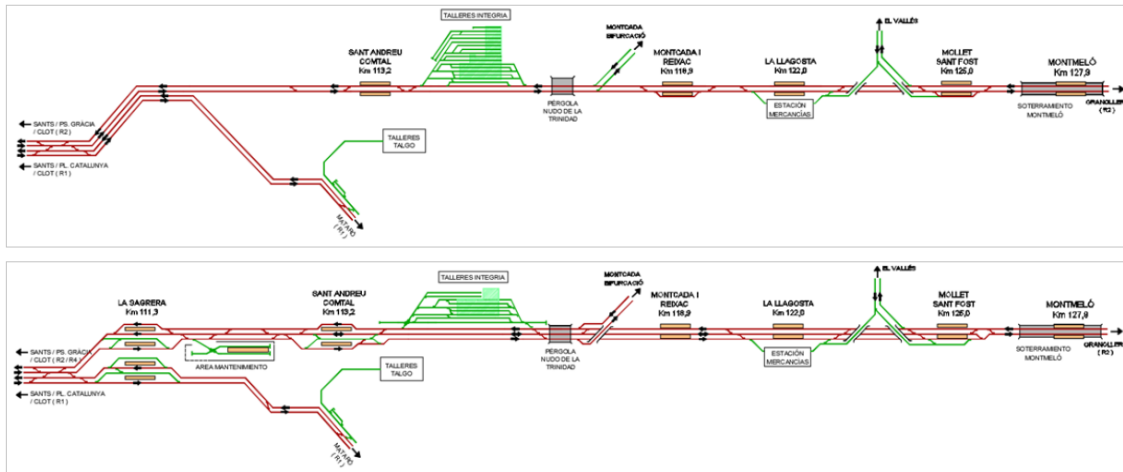 TALLERES INTEGRIA
MONTCADA
BIFURCACIÓ
EL VALLÉS
SANT ANDREU
COMTAL
Km 113,2
MONTCADA I
REIXAC
Km 118,9
LA LLAGOSTA
Km 122,0
MOLLET
SANT FOST
Km 125,0
MONTMELÓ
Km 127,9
PÉRGOLA
NUDO DE LA
TRINIDAD
ESTACIÓN
MERCANCÍAS
SOTERRAMIENTO
MONTMELÓ
GRANOLLERS
(R2)
SANTS / PS. GRÀCIA
/ CLOT ( R2 )
SANTS / PL. CATALUNYA
/ CLOT (R1)
TALLERES
TALGO
MATARÓ
( R1 )
TALLERES INTEGRIA
MONTCADA
BIFURCACIÓ
EL VALLÉS
LA SAGRERA
Km 111,3
SANT ANDREU
COMTAL
Km 113,2
MONTCADA I
REIXAC
Km 118,9
LA LLAGOSTA
Km 122,0
MOLLET
SANT FOST
Km 125,0
MONTMELÓ
Km 127,9
SANTS / PS. GRÀCIA
/ CLOT ( R2 / R4 )
AREA MANTENIMIENTO
PÉRGOLA
NUDO DE LA
TRINIDAD
ESTACIÓN
MERCANCÍAS
SOTERRAMIENTO
MONTMELÓ
GRANOLLERS
(R2)
TALLERES
TALGO
SANTS / PL. CATALUNYA
/ CLOT ( R1 )
MATARÓ
( R1 )